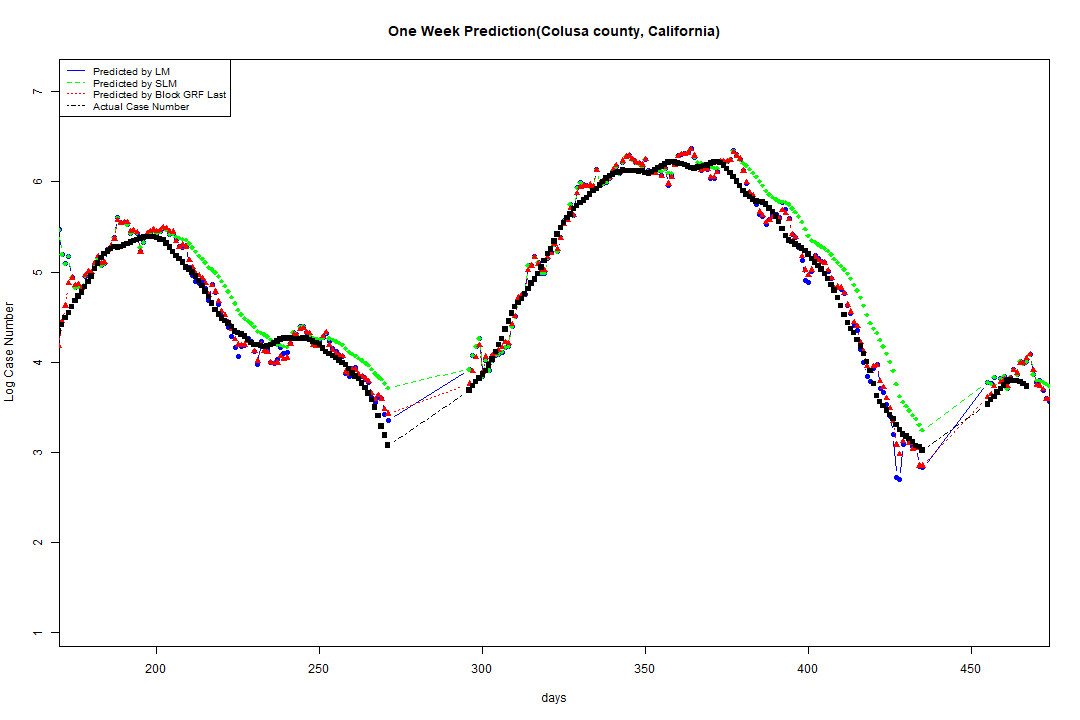 One Week Prediction(Colusa county, California)
Predicted by LM
Predicted by SLM
Predicted by Block GRF Last
Actual Case Number
Log Case Number
7
6
5
4
3
2
1
200 250 300 350 400 450
days